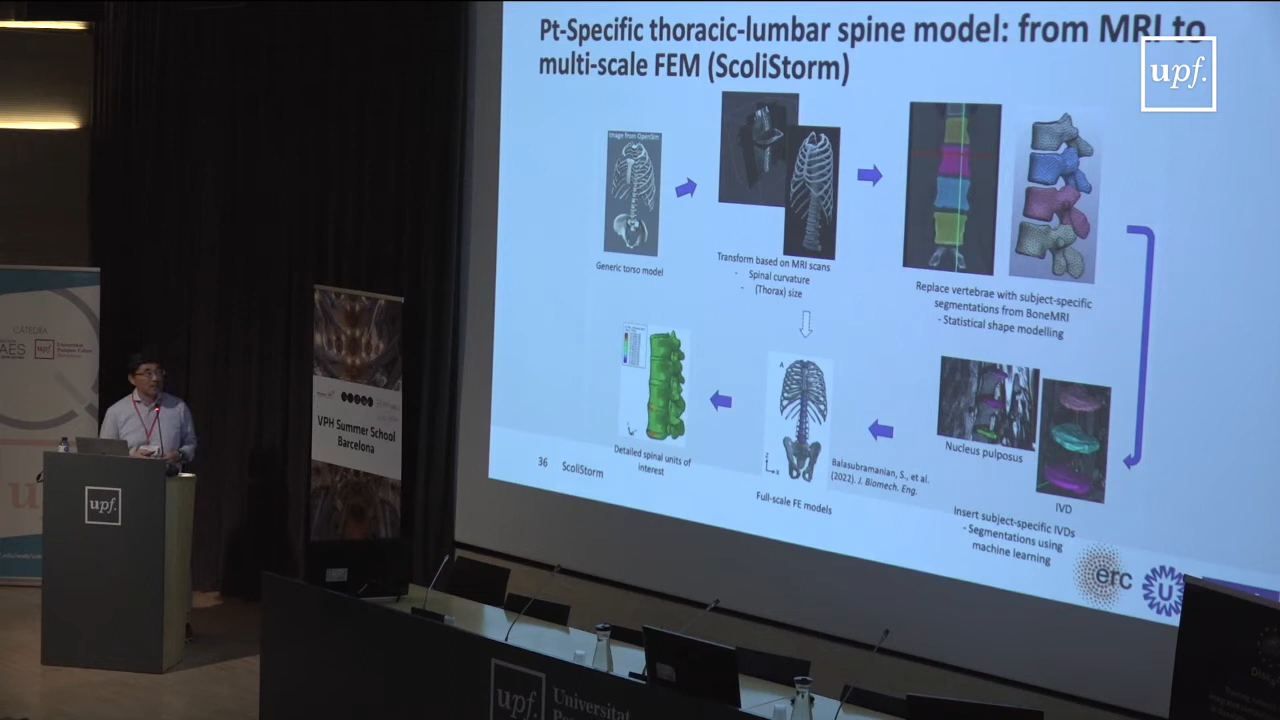 Pt-Specific thoracic-lumbar spine model: from MRI to
multi-scale FEM (ScoliStorm)
upf.
Image from OpenSim
Generic torso model
Transform based on MRI scans
- Spinal curvature
- (Thorax) size
Replace vertebrae with subject-specific
segmentations from BoneMRI
- Statistical shape modelling
Nucleus pulposus
IVD
Insert subject-specific IVDs
- Segmentations using
machine learning
Balasubramanian, S., et al.
(2022). J. Biomech. Eng.
A
Full-scale FE models
Detailed spinal units of
interest
36 ScoliStorm
erc
U
CÀTEDRA
upf.
VPH Summer School
Barcelona
upf.
upf.
Universitat